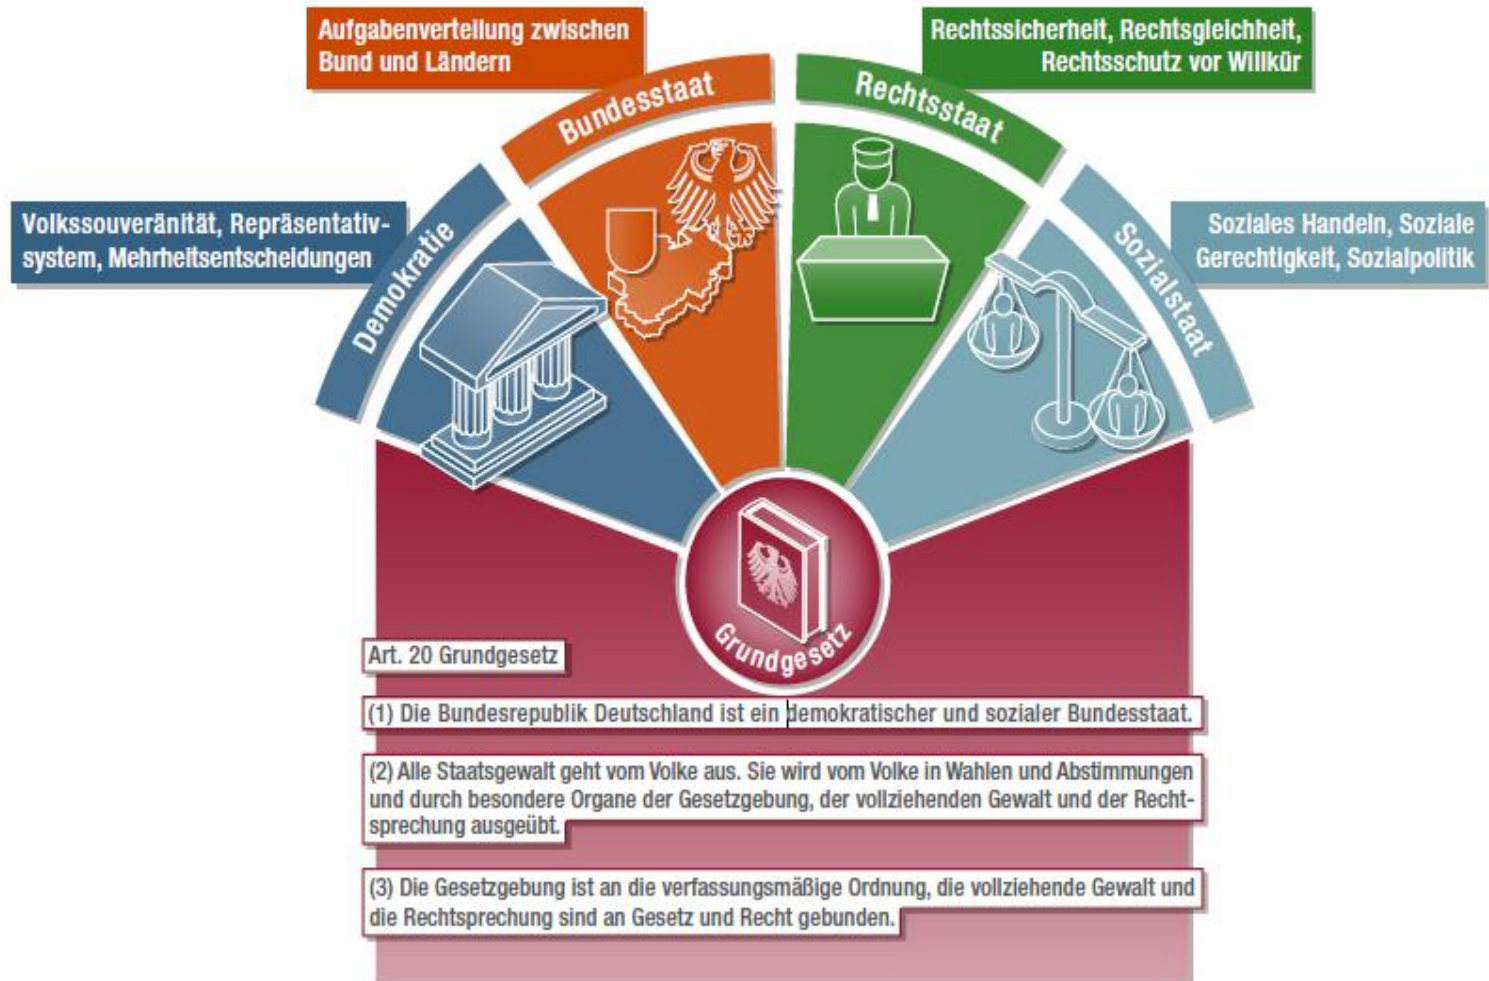 Aufgabenverteilung zwischen
Bund und Ländern
Rechtssicherheit, Rechtsgleichheit,
Rechtsschutz vor Willkür
Bundesstaat
Rechtsstaat
Volkssouveränität, Repräsentativ-
system, Mehrheitsentscheidungen
Demokratie
Sozialstaat
Soziales Handeln, Soziale
Gerechtigkeit, Sozialpolitik
Grundgesetz
Art. 20 Grundgesetz
(1) Die Bundesrepublik Deutschland ist ein demokratischer und sozialer Bundesstaat.
(2) Alle Staatsgewalt geht vom Volke aus. Sie wird vom Volke in Wahlen und Abstimmungen
und durch besondere Organe der Gesetzgebung, der vollziehenden Gewalt und der Recht-
sprechung ausgeübt.
(3) Die Gesetzgebung ist an die verfassungsmäßige Ordnung, die vollziehende Gewalt und
die Rechtsprechung sind an Gesetz und Recht gebunden.